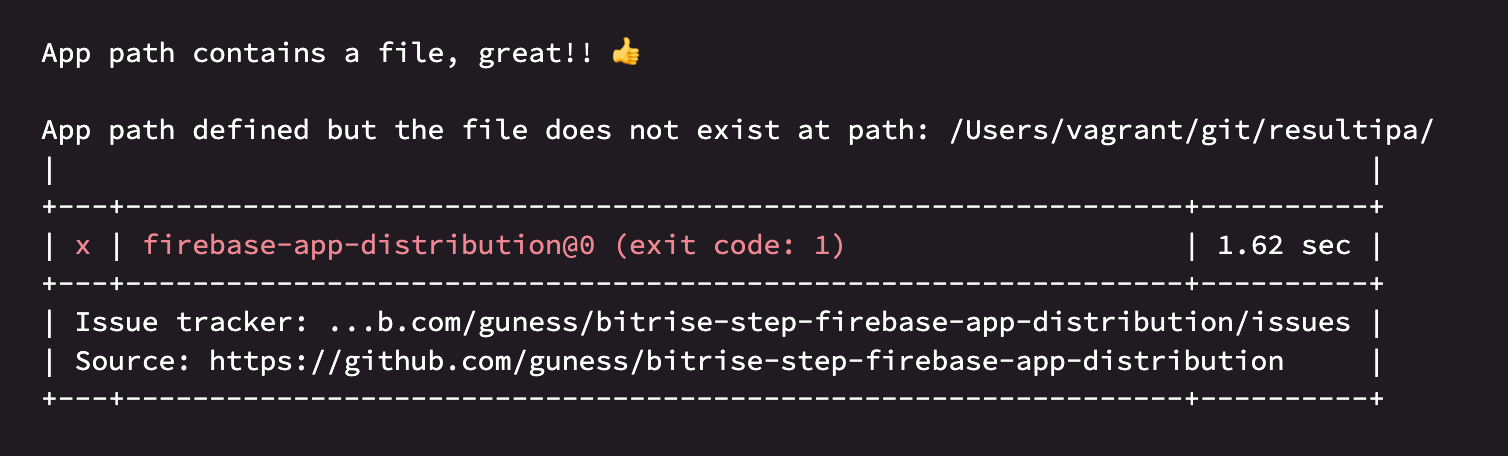 App path contains a file, great!! 👍
App path defined but the file does not exist at path: /Users/vagrant/git/resultipa/
|                                                                               |
+---+---------------------------------------------------------------+----------+
| x | firebase-app-distribution@0 (exit code: 1)                    | 1.62 sec |
+---+---------------------------------------------------------------+----------+
| Issue tracker: ...b.com/guness/bitrise-step-firebase-app-distribution/issues |
| Source: https://github.com/guness/bitrise-step-firebase-app-distribution     |
+---+---------------------------------------------------------------+----------+